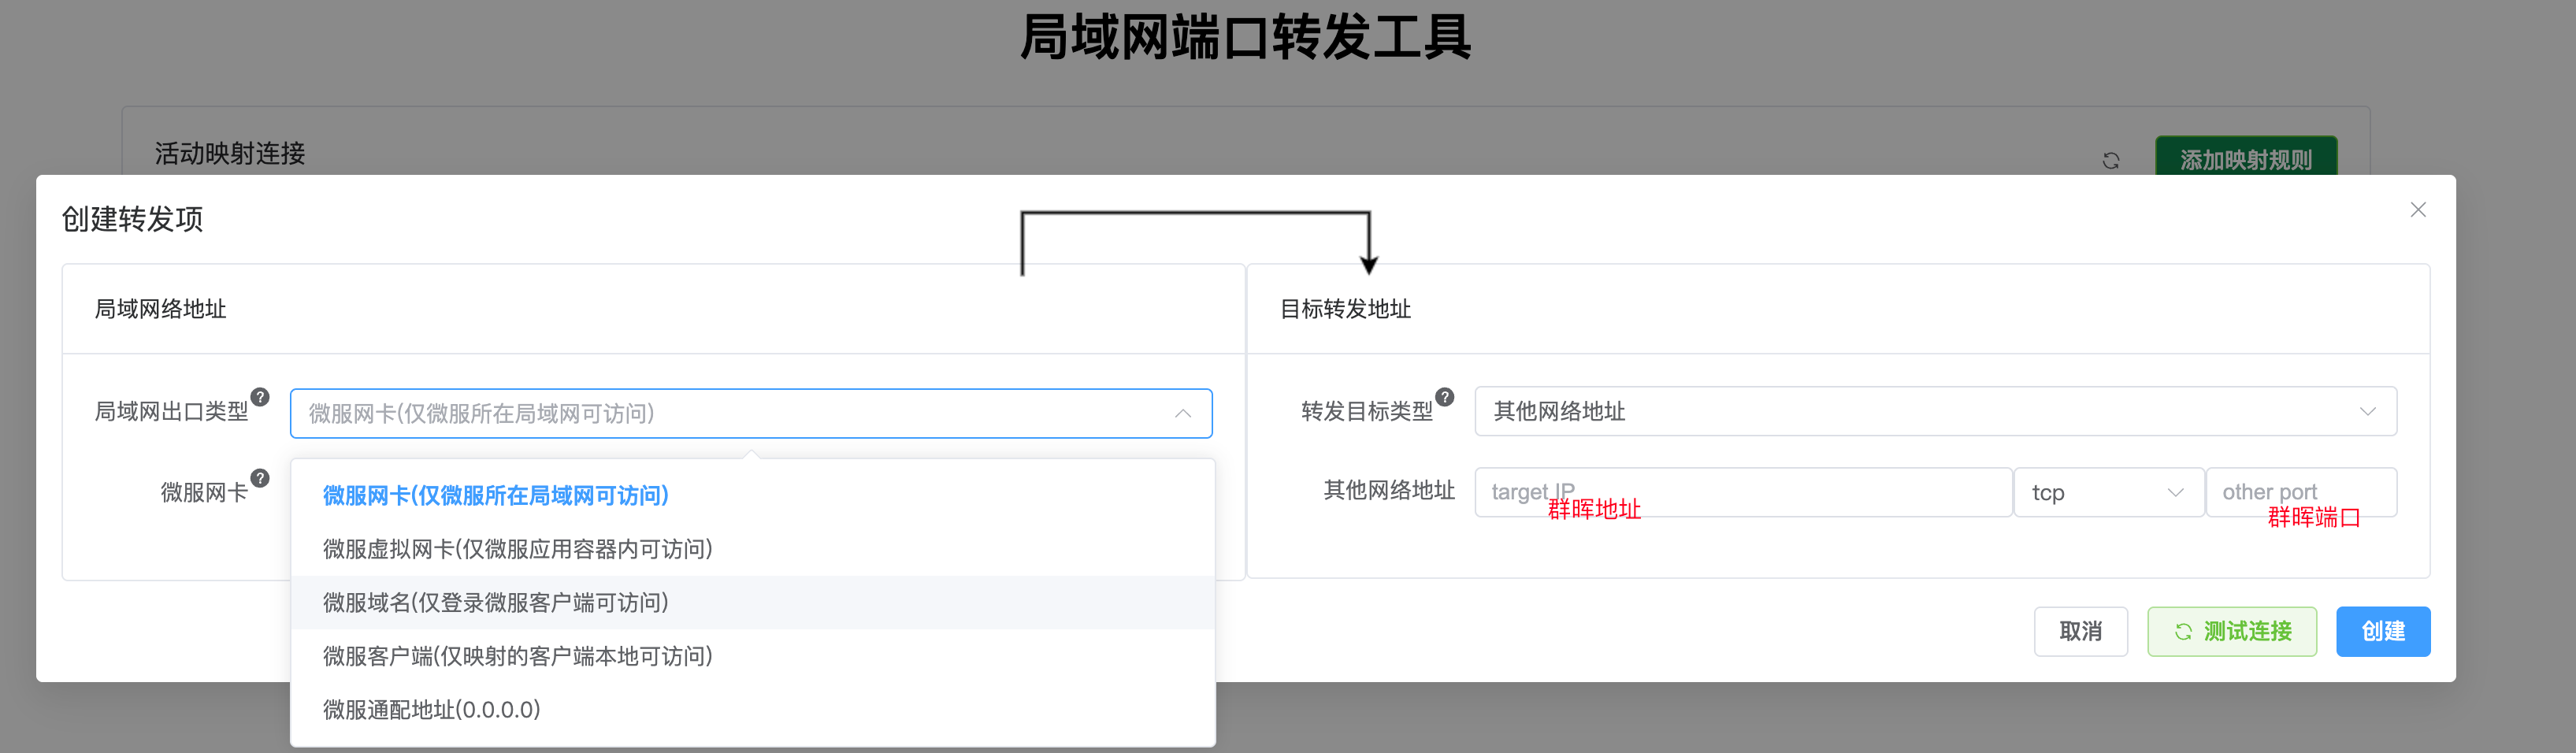 局域网端口转发工具
活动映射连接
添加映射规则
创建转发项
局域网络地址
目标转发地址
局域网出口类型?
微服网卡(仅微服所在局域网可访问)
转发目标类型?
其他网络地址
微服网卡?
微服网卡(仅微服所在局域网可访问)
微服虚拟网卡(仅微服应用容器内可访问)
微服域名(仅登录微服客户端可访问)
微服客户端(仅映射的客户端本地可访问)
微服通配地址(0.0.0.0)
其他网络地址
target IP
群晖地址
tcp
other port
群晖端口
取消
测试连接
创建